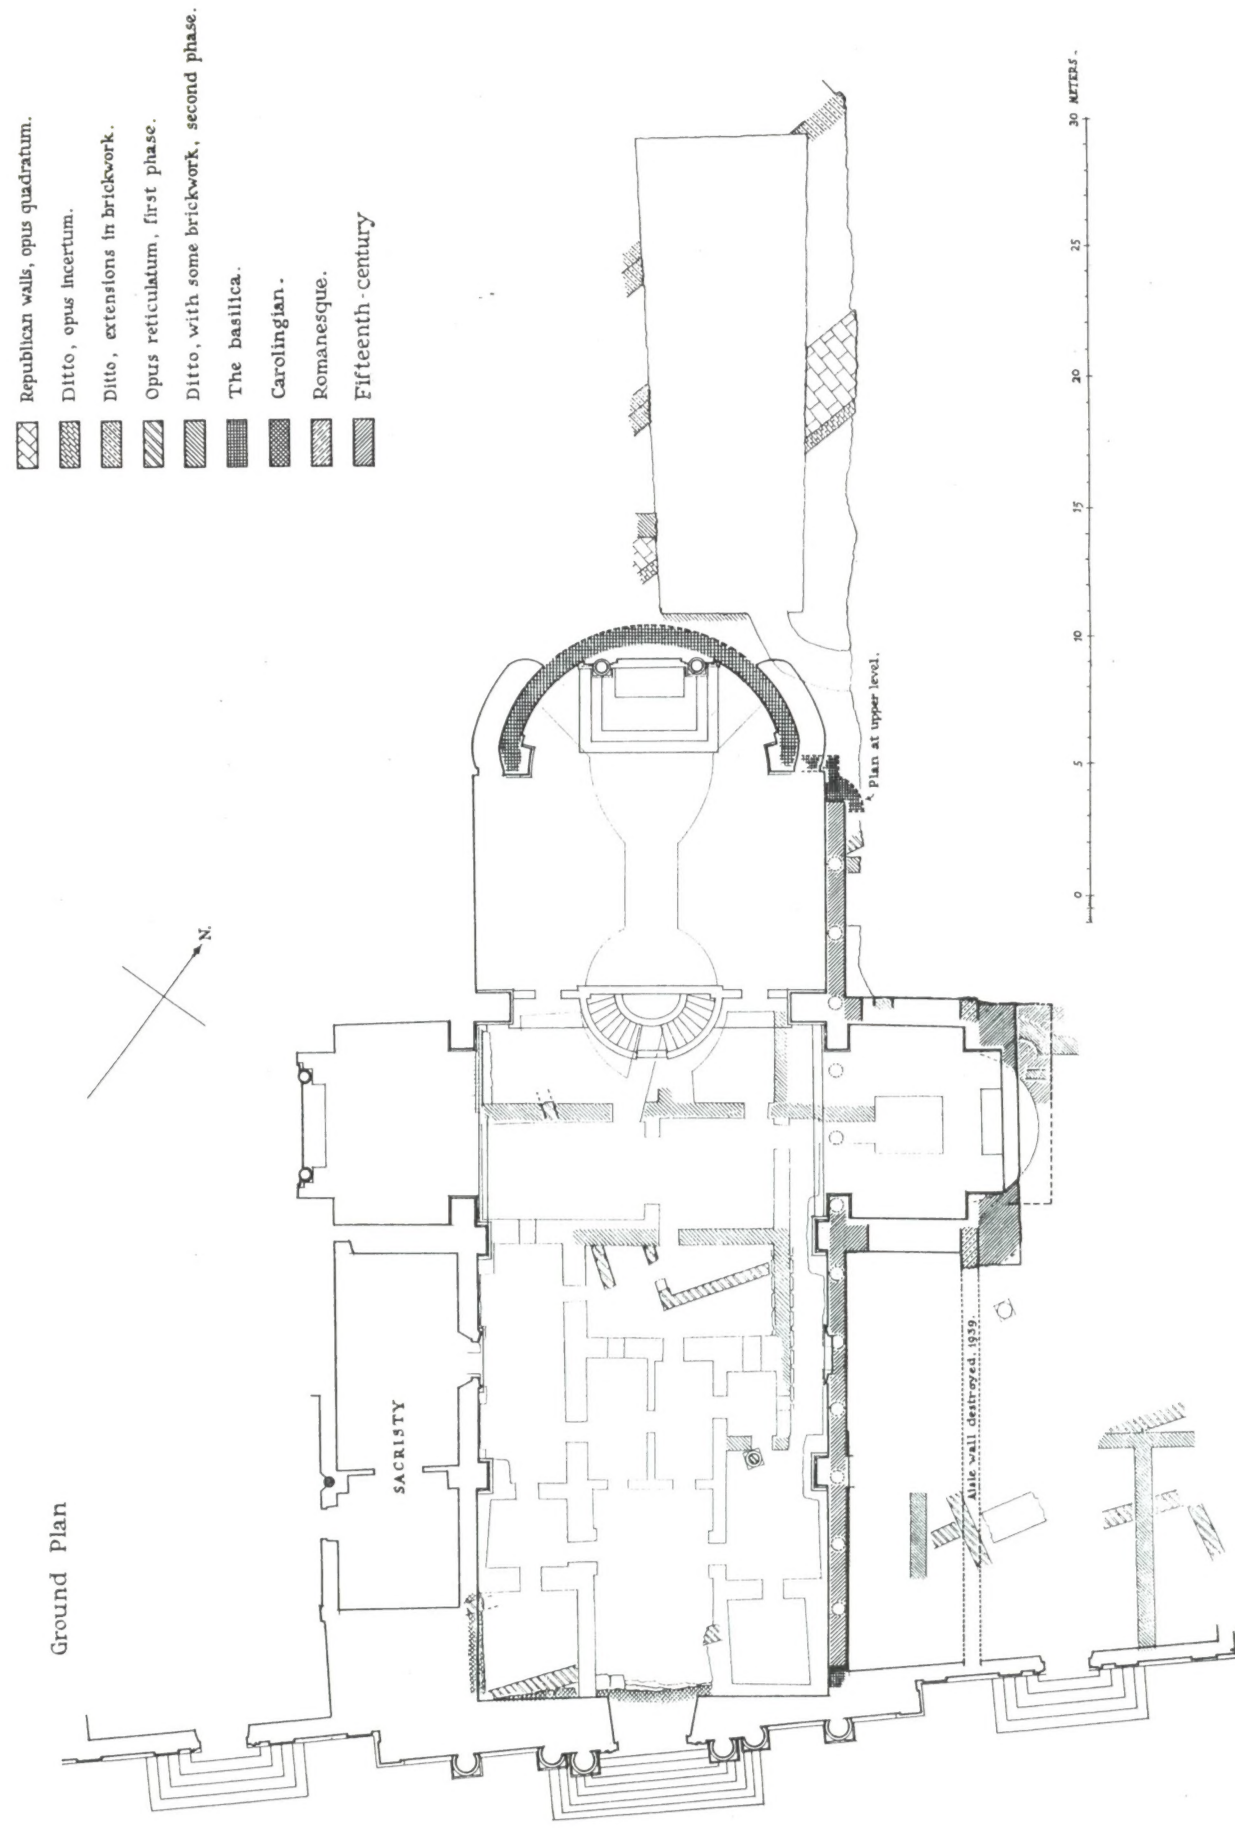 Ground Plan
Republican walls, opus quadratum.
Ditto, opus incertum.
Ditto, extensions in brickwork.
Opus reticulatum, first phase.
Ditto, with some brickwork, second phase.
The basilica.
Carolingian.
Romanesque.
Fifteenth-century
N.
SACRISTY
Plan at upper level.
Aisle wall destroyed. 1939.
0 5 10 15 20 25 30 METERS.